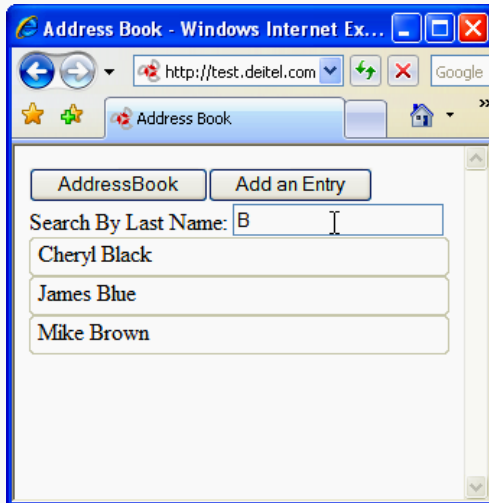 Address Book - Windows Internet Ex...
http://test.deitel.com
Google
Address Book
»
AddressBook Add an Entry
Search By Last Name: B
Cheryl Black
James Blue
Mike Brown